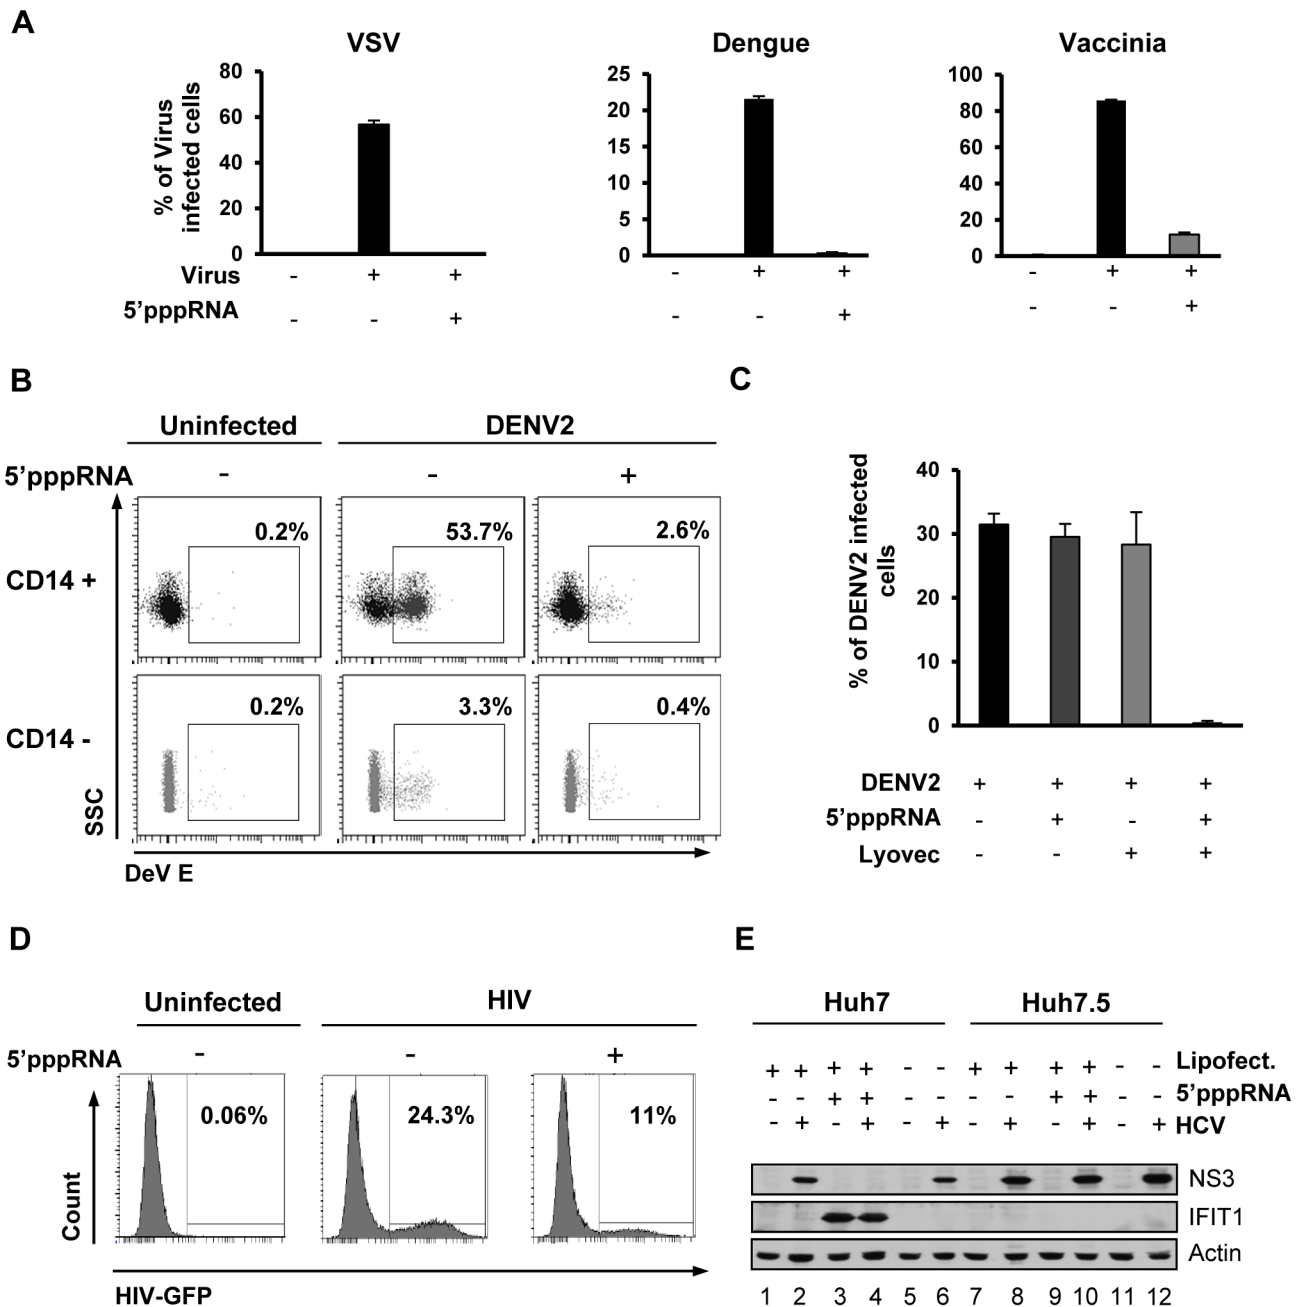 A
VSV
Dengue
Vaccinia
% of Virus
infected cells
80
60
40
20
0
25
20
15
10
5
0
100
80
60
40
20
0
Virus - + + - + + - + +
5’pppRNA - - + - - + - - +
B
C
Uninfected
DENV2
5’pppRNA - - +
0.2%
53.7%
2.6%
CD14 +
0.2%
3.3%
0.4%
CD14 -
SSC
DeV E
% of DENV2 infected
cells
40
30
20
10
0
DENV2 + + + +
5’pppRNA - + - +
Lyovec - - + +
D
E
Uninfected
HIV
5’pppRNA - - +
0.06%
24.3%
11%
Count
HIV-GFP
Huh7
Huh7.5
+ + + + - - + + + + - - Lipofect.
- - + + - - - - + + - - 5’pppRNA
- + - + - + - + - + - + HCV
NS3
IFIT1
Actin
1 2 3 4 5 6 7 8 9 10 11 12